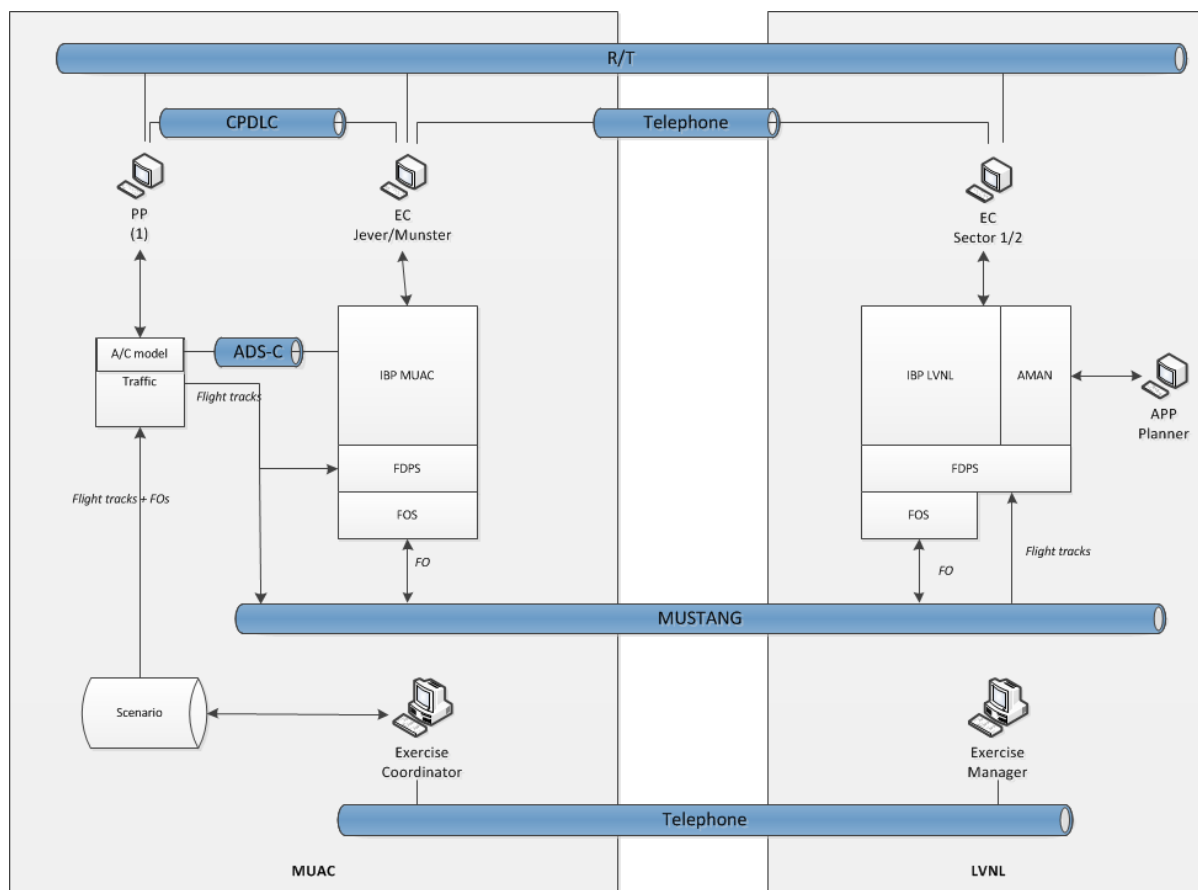 R/T
CPDLC
Telephone
PP
(1)
EC
Jever/Munster
EC
Sector 1/2
A/C model
Traffic
ADS-C
Flight tracks
IBP MUAC
IBP LVNL
AMAN
APP
Planner
FDPS
FDPS
Flight tracks + FOs
FOS
FOS
FO
FO
Flight tracks
MUSTANG
Scenario
Exercise
Coordinator
Exercise
Manager
Telephone
MUAC
LVNL